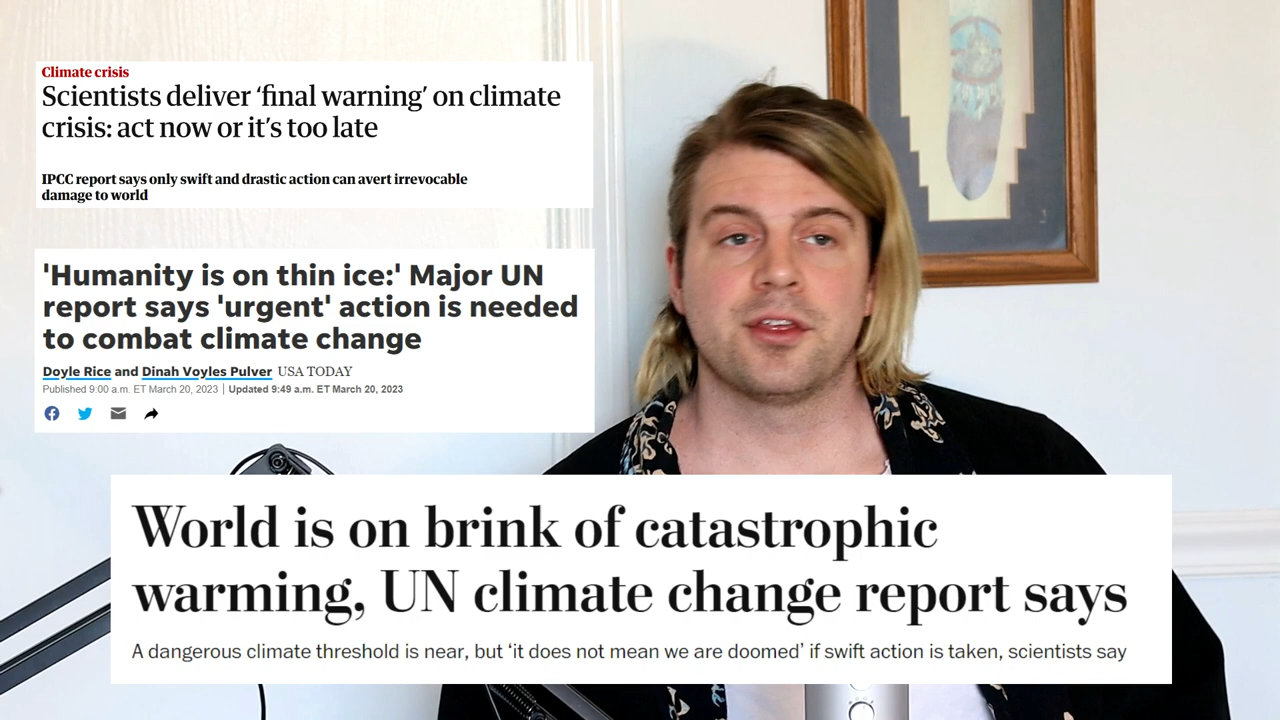 Climate crisis
Scientists deliver ‘final warning’ on climate
crisis: act now or it’s too late
IPCC report says only swift and drastic action can avert irrevocable
damage to world
'Humanity is on thin ice:' Major UN
report says 'urgent' action is needed
to combat climate change
Doyle Rice and Dinah Voyles Pulver USA TODAY
Published 9:00 a.m. ET March 20, 2023 | Updated 9:49 a.m. ET March 20, 2023
World is on brink of catastrophic
warming, UN climate change report says
A dangerous climate threshold is near, but ‘it does not mean we are doomed’ if swift action is taken, scientists say